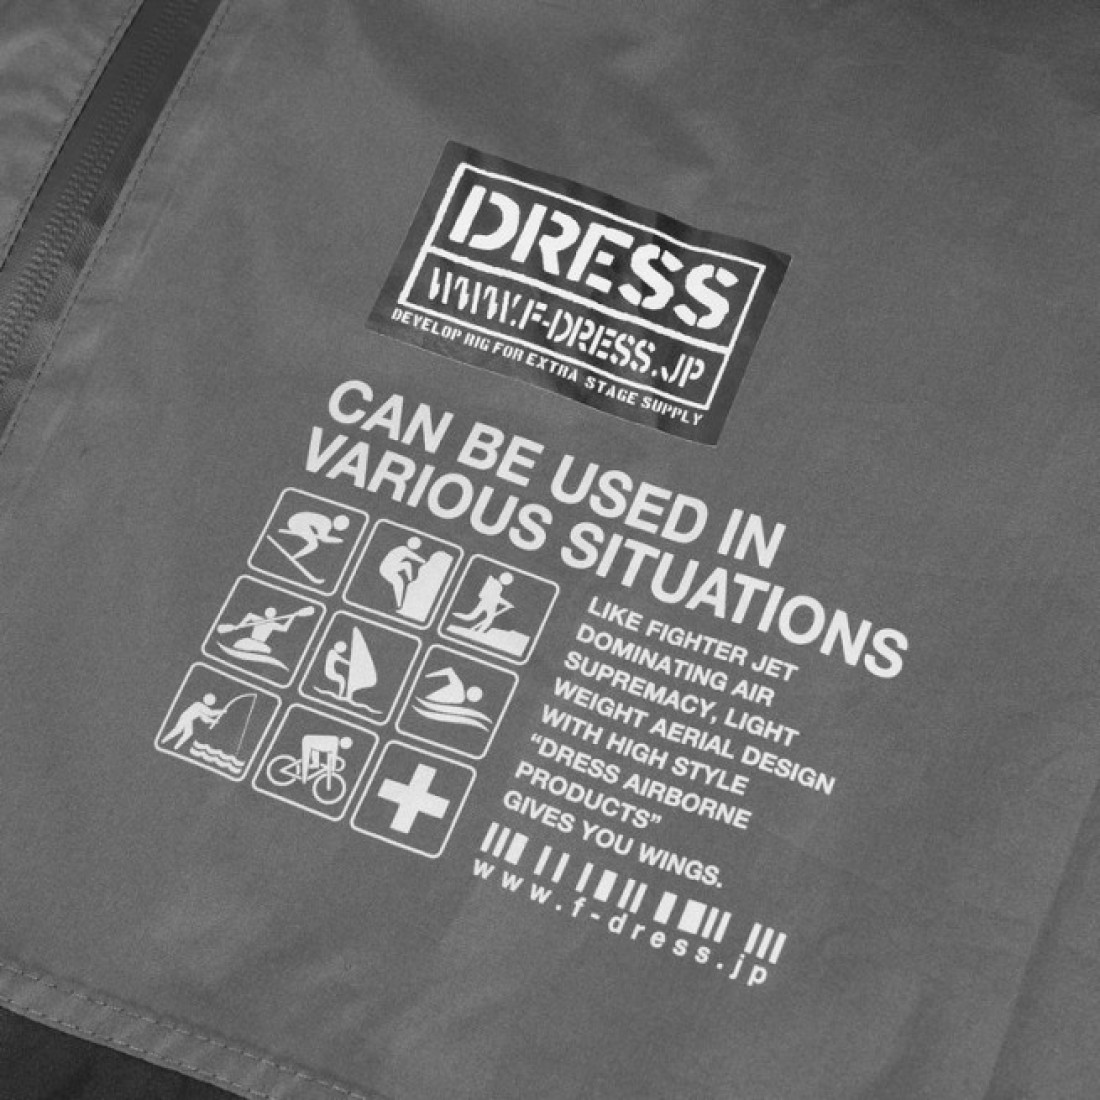 DRESS
WWW.F-DRESS.JP
DEVELOP RIG FOR EXTRA STAGE SUPPLY
CAN BE USED IN
VARIOUS SITUATIONS
LIKE FIGHTER JET
DOMINATING AIR
SUPREMACY, LIGHT
WEIGHT AERIAL DESIGN
WITH HIGH STYLE
“DRESS AIRBORNE
PRODUCTS”
GIVES YOU WINGS.
www.f-dress.jp